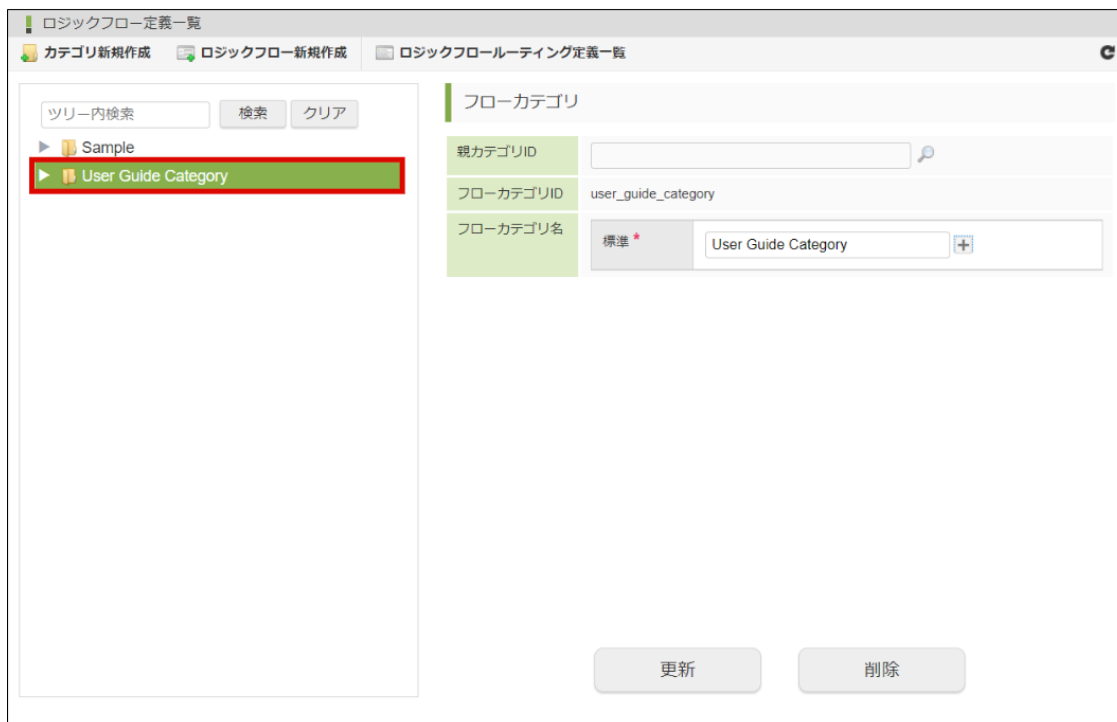 ロジックフロー定義一覧
カテゴリ新規作成 ロジックフロー新規作成 ロジックフロールーティング定義一覧
ツリー内検索 検索 クリア
Sample
User Guide Category
フローカテゴリ
親カテゴリID
フローカテゴリID user_guide_category
フローカテゴリ名 標準 * User Guide Category
更新 削除